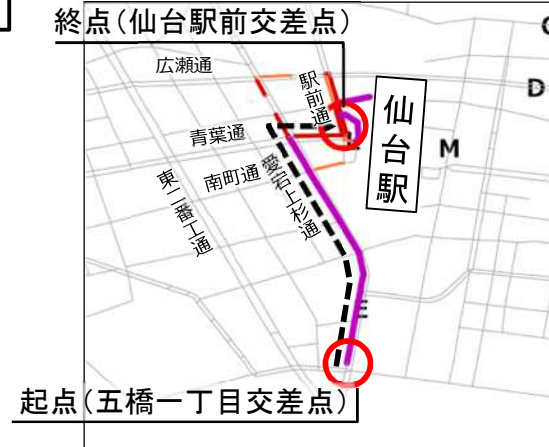 終点(仙台駅前交差点)
広瀬通
駅前通
D
仙台駅
青葉通
M
南町通
愛宕上杉通
東二番丁通
E
起点(五橋一丁目交差点)